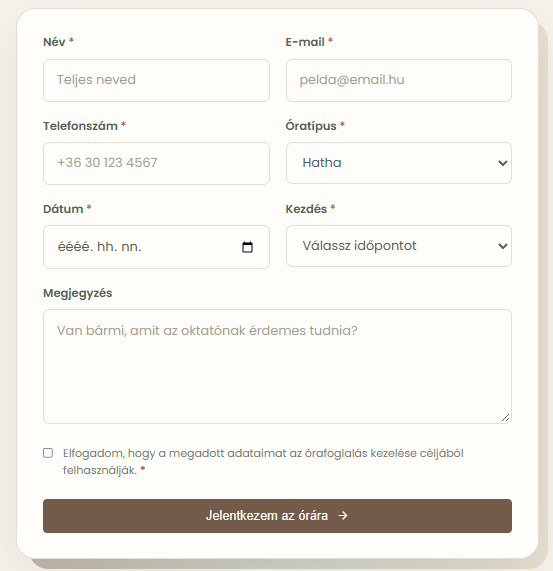 Név *
E-mail *
Teljes neved
pelda@email.hu
Telefonszám *
Óratípus *
+36 30 123 4567
Hatha
Dátum *
Kezdés *
éééé. hh. nn.
Válassz időpontot
Megjegyzés
Van bármi, amit az oktatónak érdemes tudnia?
Elfogadom, hogy a megadott adataimat az órafoglalás kezelése céljából
felhasználják. *
Jelentkezem az órára →